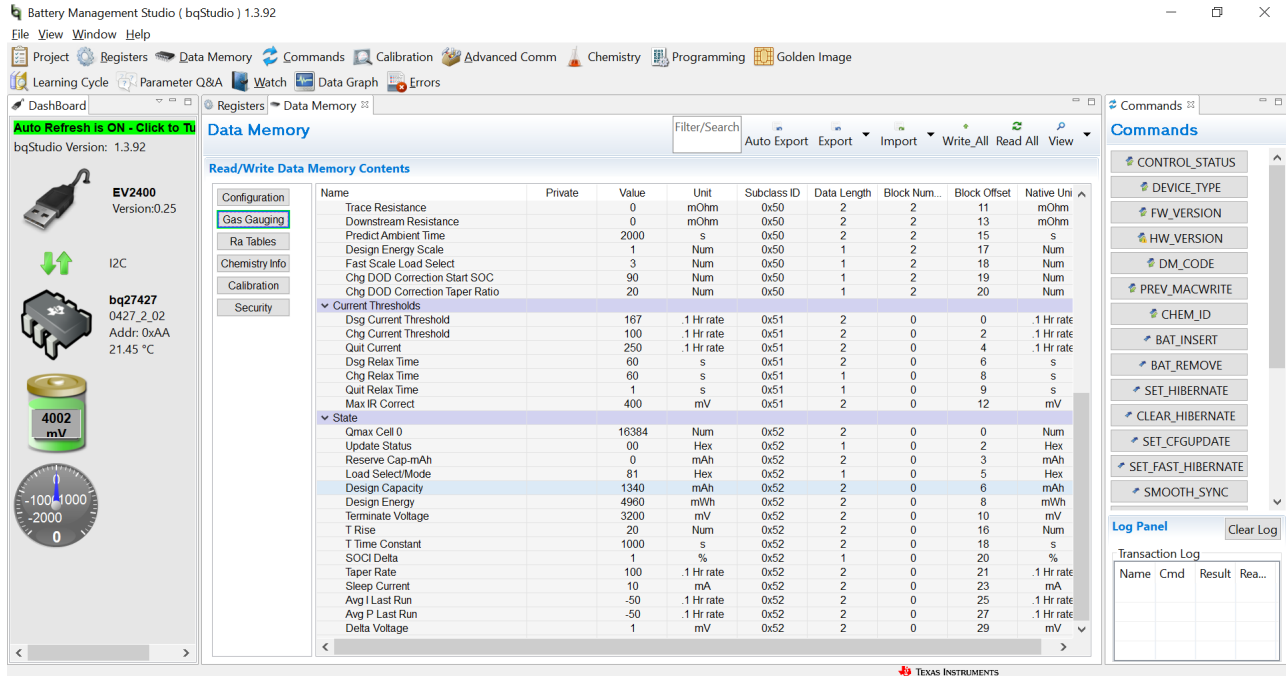 Battery Management Studio ( bqStudio ) 1.3.92
File View Window Help
Project Registers Data Memory Commands Calibration Advanced Comm Chemistry Programming Golden Image
Learning Cycle Parameter Q&A Watch Data Graph Errors
DashBoard
Auto Refresh is ON - Click to Tu
bqStudio Version: 1.3.92
EV2400
Version:0.25
I2C
bq27427
0427_2_02
Addr: 0xAA
21.45 °C
4002
mV
0
-100 1000
-2000
0
Registers Data Memory
Data Memory
Filter/Search
Auto Export Export Import Write_All Read All View
Read/Write Data Memory Contents
Configuration
Gas Gauging
Ra Tables
Chemistry Info
Calibration
Security
Name Private Value Unit Subclass ID Data Length Block Num... Block Offset Native Uni
Trace Resistance 0 mOhm 0x50 2 2 11 mOhm
Downstream Resistance 0 mOhm 0x50 2 2 13 mOhm
Predict Ambient Time 2000 s 0x50 2 2 15 s
Design Energy Scale 1 Num 0x50 1 2 17 Num
Fast Scale Load Select 3 Num 0x50 1 2 18 Num
Chg DOD Correction Start SOC 90 Num 0x50 1 2 19 Num
Chg DOD Correction Taper Ratio 20 Num 0x50 1 2 20 Num
Current Thresholds
Dsg Current Threshold 167 .1 Hr rate 0x51 2 0 0 .1 Hr rate
Chg Current Threshold 100 .1 Hr rate 0x51 2 0 2 .1 Hr rate
Quit Current 250 .1 Hr rate 0x51 2 0 4 .1 Hr rate
Dsg Relax Time 60 s 0x51 2 0 6 s
Chg Relax Time 60 s 0x51 1 0 8 s
Quit Relax Time 1 s 0x51 1 0 9 s
Max IR Correct 400 mV 0x51 2 0 12 mV
State
Qmax Cell 0 16384 Num 0x52 2 0 0 Num
Update Status 00 Hex 0x52 1 0 2 Hex
Reserve Cap-mAh 0 mAh 0x52 2 0 3 mAh
Load Select/Mode 81 Hex 0x52 1 0 5 Hex
Design Capacity 1340 mAh 0x52 2 0 6 mAh
Design Energy 4960 mWh 0x52 2 0 8 mWh
Terminate Voltage 3200 mV 0x52 2 0 10 mV
T Rise 20 Num 0x52 2 0 16 Num
T Time Constant 1000 s 0x52 2 0 18 s
SOCI Delta 1 % 0x52 1 0 20 %
Taper Rate 100 .1 Hr rate 0x52 2 0 21 .1 Hr rate
Sleep Current 10 mA 0x52 2 0 23 mA
Avg I Last Run -50 .1 Hr rate 0x52 2 0 25 .1 Hr rate
Avg P Last Run -50 .1 Hr rate 0x52 2 0 27 .1 Hr rate
Delta Voltage 1 mV 0x52 2 0 29 mV
Commands
Commands
CONTROL_STATUS
DEVICE_TYPE
FW_VERSION
HW_VERSION
DM_CODE
PREV_MACWRITE
CHEM_ID
BAT_INSERT
BAT_REMOVE
SET_HIBERNATE
CLEAR_HIBERNATE
SET_CFGUPDATE
SET_FAST_HIBERNATE
SMOOTH_SYNC
Log Panel
Clear Log
Transaction Log
Name Cmd Result Rea...
TEXAS INSTRUMENTS